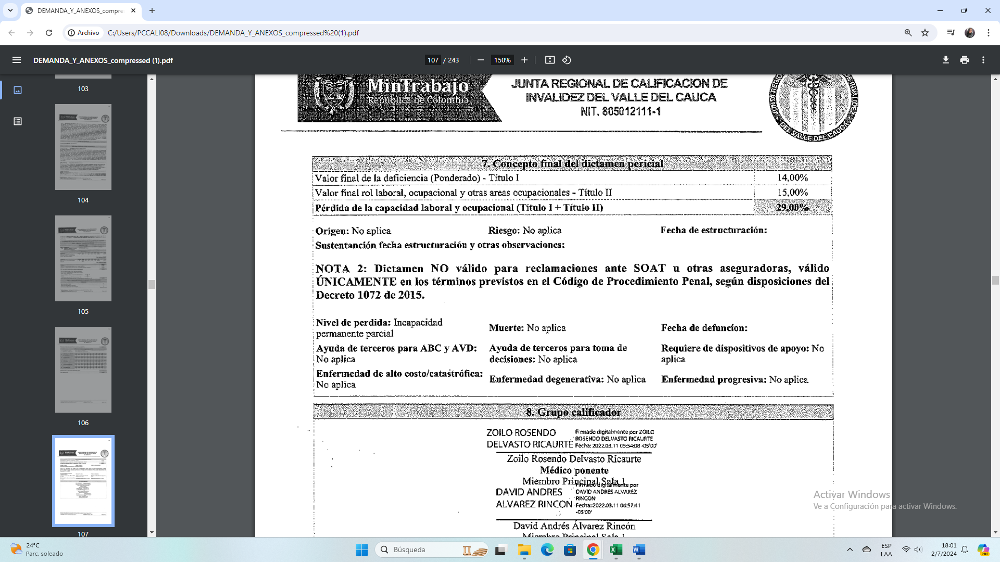 DEMANDA_Y_ANEXOS_compre
Archivo
C:/Users/PCCALI08/Downloads/DEMANDA_Y_ANEXOS_compressed%20(1).pdf
DEMANDA_Y_ANEXOS_compressed (1).pdf
107 / 243
150%
103
104
105
106
107
MinTrabajo
República de Colombia
JUNTA REGIONAL DE CALIFICACION DE
INVALIDEZ DEL VALLE DEL CAUCA
NIT. 805012111-1
DEL VALLE DEL CAUCA
7. Concepto final del dictamen pericial
Valor final de la deficiencia (Ponderado) - Título I 14,00%
Valor final rol laboral, ocupacional y otras areas ocupacionales - Título II 15,00%
Pérdida de la capacidad laboral y ocupacional (Título I + Título II) 29,00%
Origen: No aplica Riesgo: No aplica Fecha de estructuración:
Sustentanción fecha estructuración y otras observaciones:
NOTA 2: Dictamen NO válido para reclamaciones ante SOAT u otras aseguradoras, válido
ÚNICAMENTE en los términos previstos en el Código de Procedimiento Penal, según disposiciones del
Decreto 1072 de 2015.
Nivel de perdida: Incapacidad
permanente parcial
Muerte: No aplica
Fecha de defuncíon:
Ayuda de terceros para ABC y AVD:
No aplica
Ayuda de terceros para toma de
decisiones: No aplica
Requiere de dispositivos de apoyo: No
aplica
Enfermedad de alto costo/catastrófica:
No aplica
Enfermedad degenerativa: No aplica
Enfermedad progresiva: No aplica
8. Grupo calificador
ZOILO ROSENDO
DELVASTO RICAURTE
Firmado digitalmente por ZOILO
ROSENDO DELVASTO RICAURTE
Fecha: 2022.03.11 05:54:08 -05'00'
Zoilo Rosendo Delvasto Ricaurte
Médico ponente
Miembro Principal Sala 1
DAVID ANDRES
ALVAREZ RINCON
Firmado digitalmente por
DAVID ANDRES ALVAREZ
RINCON
Fecha: 2022.03.11 06:57:41
-05'00'
David Andrés Álvarez Rincón
Miembro Principal Sala 1
Activar Windows
Ve a Configuración para activar Windows.
24°C
Parc. soleado
Búsqueda
ESP
LAA
18:01
2/7/2024
PRE